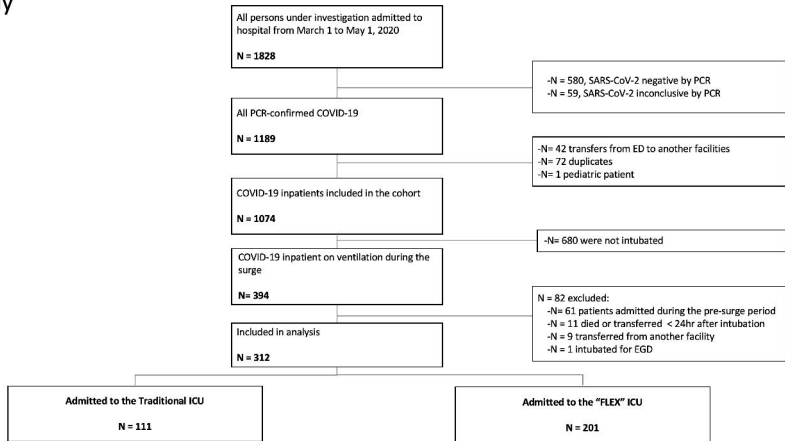 All persons under investigation admitted to
hospital from March 1 to May 1, 2020
N = 1828
-N = 580, SARS-CoV-2 negative by PCR
-N = 59, SARS-CoV-2 inconclusive by PCR
All PCR-confirmed COVID-19
N = 1189
-N= 42 transfers from ED to another facilities
-N= 72 duplicates
-N= 1 pediatric patient
COVID-19 inpatients included in the cohort
N = 1074
-N= 680 were not intubated
COVID-19 inpatient on ventilation during the
surge
N= 394
N = 82 excluded:
-N= 61 patients admitted during the pre-surge period
-N = 11 died or transferred < 24hr after intubation
-N = 9 transferred from another facility
-N = 1 intubated for EGD
Included in analysis
N = 312
Admitted to the Traditional ICU
N = 111
Admitted to the “FLEX” ICU
N = 201